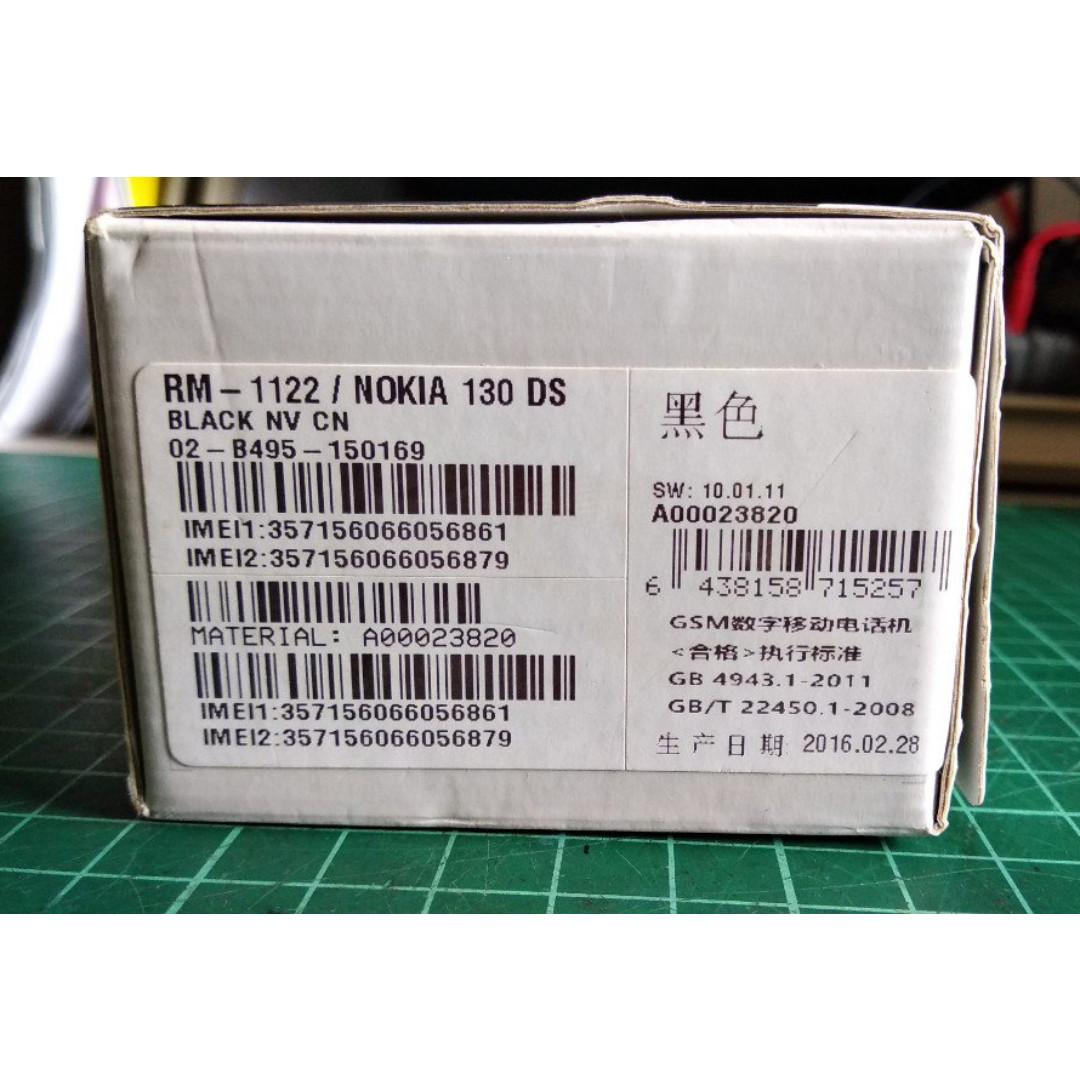 RM-1122 / NOKIA 130 DS
BLACK NV CN
02-B495-150169
IMEI1:357156066056861
IMEI2:357156066056879
MATERIAL: A00023820
IMEI1:357156066056861
IMEI2:357156066056879
黑色
SW: 10.01.11
A00023820
6 438158 715257
GSM数字移动电话机
<合格>执行标准
GB 4943.1-2011
GB/T 22450.1-2008
生产日期: 2016.02.28